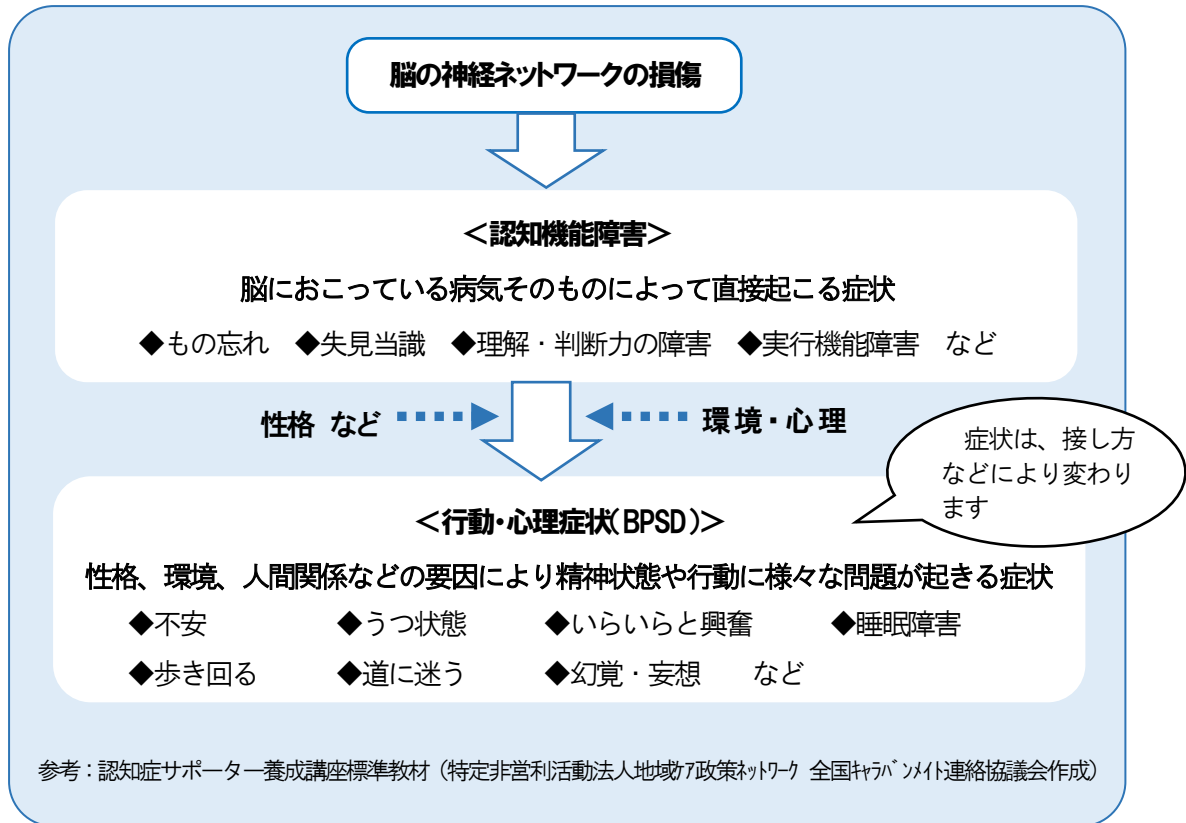 脳の神経ネットワークの損傷
＜認知機能障害＞
脳におこっている病気そのものによって直接起こる症状
◆もの忘れ　◆失見当識　◆理解・判断力の障害　◆実行機能障害　など
性格 など
環境・心理
症状は、接し方
などにより変わり
ます
＜行動・心理症状(BPSD)＞
性格、環境、人間関係などの要因により精神状態や行動に様々な問題が起きる症状
◆不安　◆うつ状態　◆いらいらと興奮　◆睡眠障害
◆歩き回る　◆道に迷う　◆幻覚・妄想　など
参考：認知症サポーター養成講座標準教材（特定非営利活動法人地域ｹｱ政策ﾈｯﾄﾜｰｸ 全国ｷｬﾗﾊﾞﾝﾒｲﾄ連絡協議会作成）